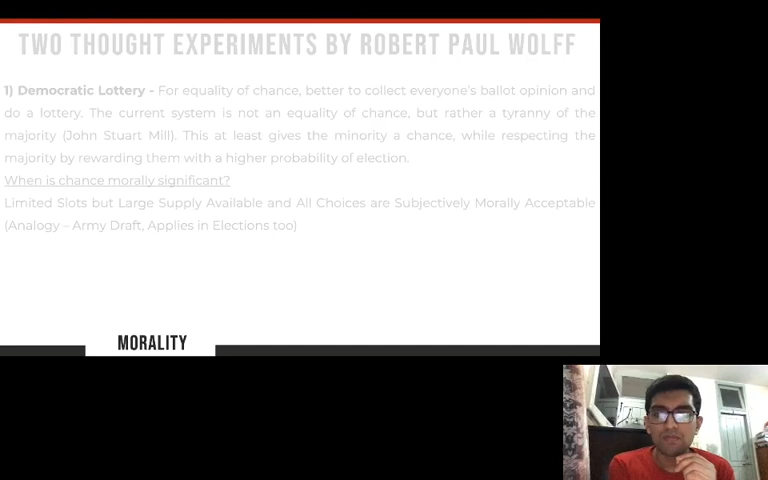 TWO THOUGHT EXPERIMENTS BY ROBERT PAUL WOLFF
1) Democratic Lottery - For equality of chance, better to collect everyone's ballot opinion and
do a lottery. The current system is not an equality of chance, but rather a tyranny of the
majority (John Stuart Mill). This at least gives the minority a chance, while respecting the
majority by rewarding them with a higher probability of election.
When is chance morally significant?
Limited Slots but Large Supply Available and All Choices are Subjectively Morally Acceptable
(Analogy – Army Draft, Applies in Elections too)
MORALITY